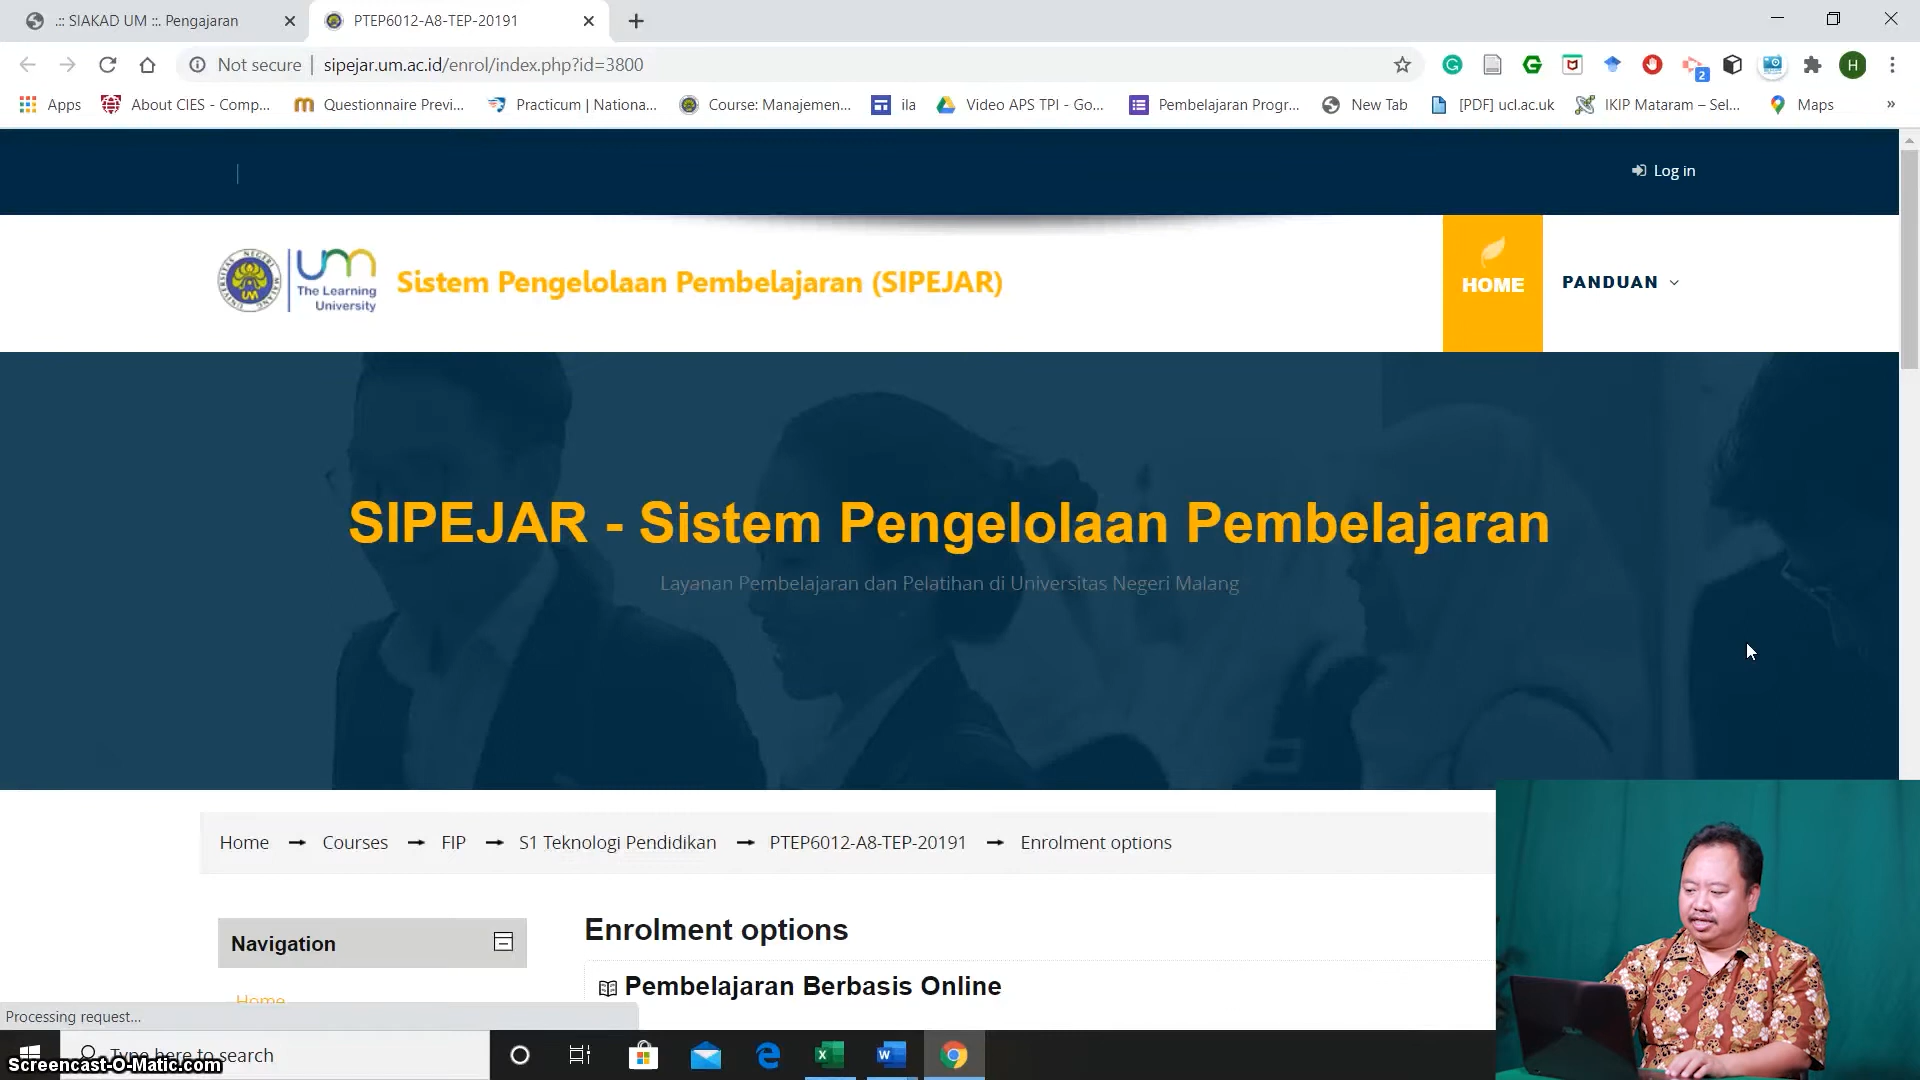 .:: SIAKAD UM ::. Pengajaran
PTEP6012-A8-TEP-20191
Not secure | sipejar.um.ac.id/enrol/index.php?id=3800
2
H
Apps
About CIES - Comp...
Questionnaire Previ...
Practicum | Nationa...
Course: Manajemen...
ila
Video APS TPI - Go...
Pembelajaran Progr...
New Tab
[PDF] ucl.ac.uk
IKIP Mataram – Sel...
Maps
»
Log in
um
The Learning
University
Sistem Pengelolaan Pembelajaran (SIPEJAR)
HOME
PANDUAN
SIPEJAR - Sistem Pengelolaan Pembelajaran
Layanan Pembelajaran dan Pelatihan di Universitas Negeri Malang
Home → Courses → FIP → S1 Teknologi Pendidikan → PTEP6012-A8-TEP-20191 → Enrolment options
Navigation
Enrolment options
Pembelajaran Berbasis Online
Home
Processing request...
Type here to search
Screencast-O-Matic.com